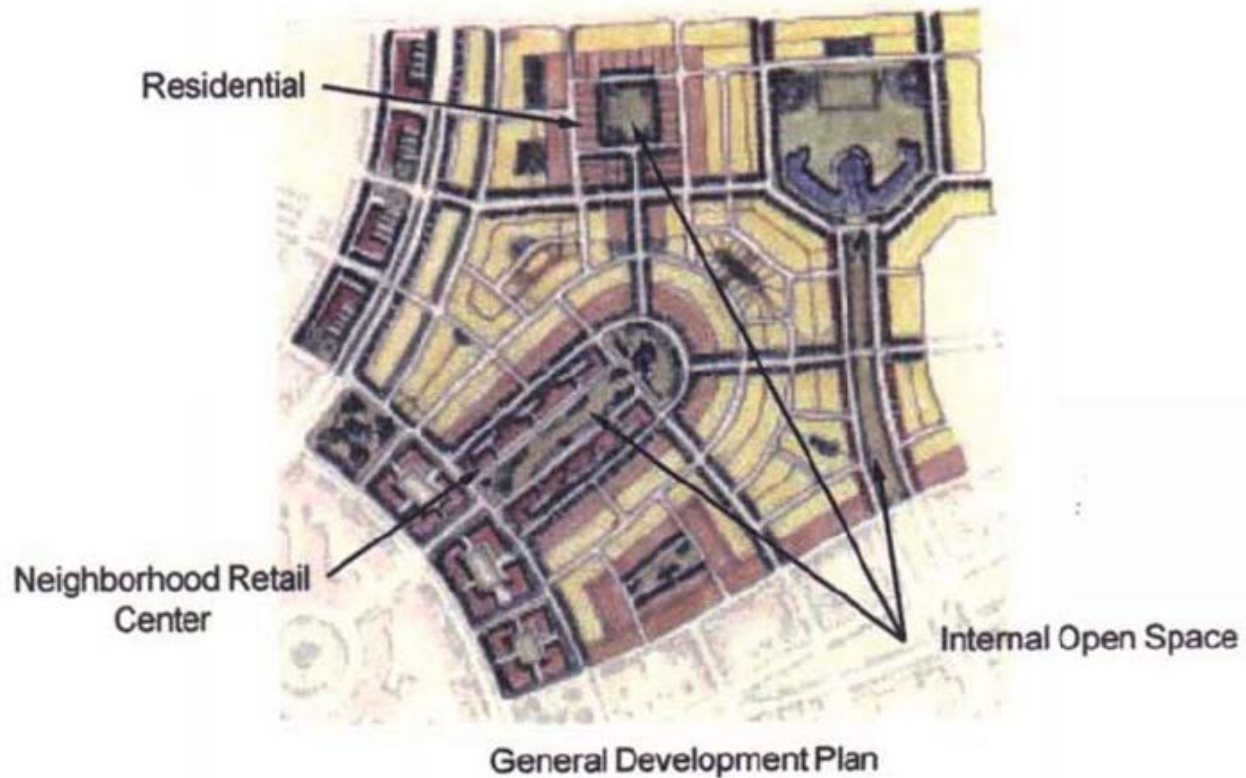 Residential
Neighborhood Retail
Center
Internal Open Space
General Development Plan